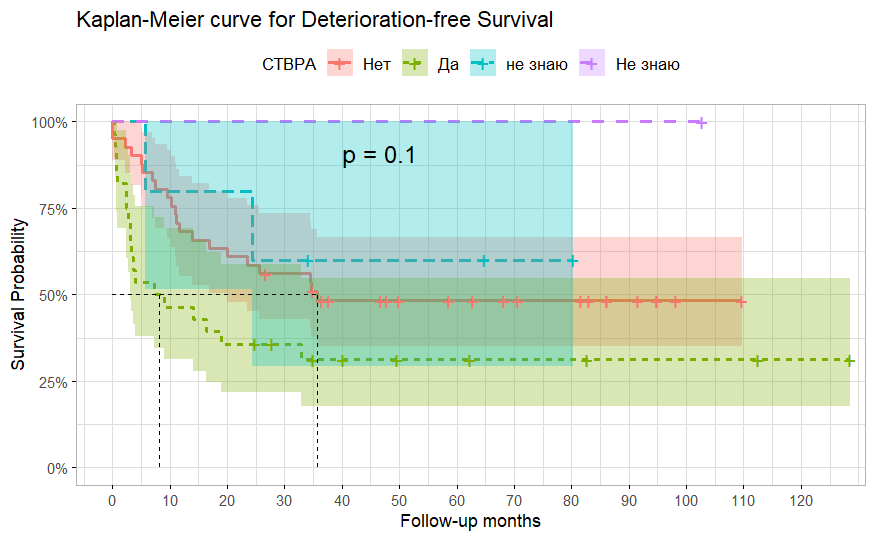 Kaplan-Meier curve for Deterioration-free Survival
СТВРА Нет Да не знаю Не знаю
100%
p = 0.1
75%
Survival Probability
50%
25%
0%
0 10 20 30 40 50 60 70 80 90 100 110 120
Follow-up months